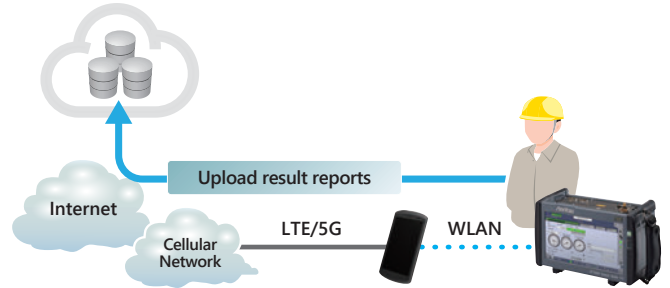 Upload result reports
Internet
LTE/5G
WLAN
Cellular
Network